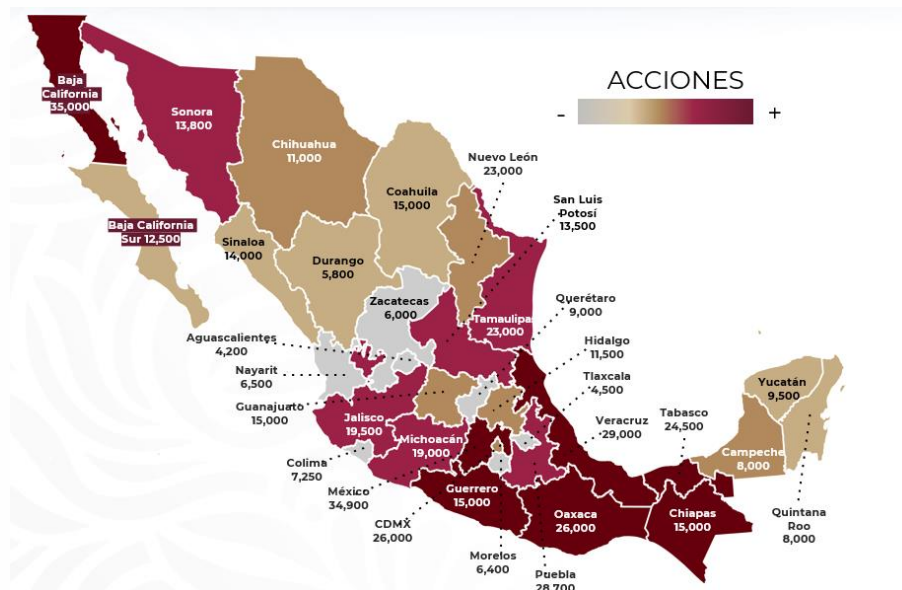 ACCIONES
- +
Baja
California
35,000
Sonora
13,800
Chihuahua
11,000
Nuevo León
23,000
Coahuila
15,000
San Luis
Potosí
13,500
Baja California
Sur 12,500
Sinaloa
14,000
Durango
5,800
Zacatecas
6,000
Tamaulipas
23,000
Querétaro
9,000
Aguascalientes
4,200
Hidalgo
11,500
Nayarit
6,500
Tlaxcala
4,500
Yucatán
9,500
Guanajuato
15,000
Jalisco
19,500
Michoacán
19,000
Veracruz
29,000
Tabasco
24,500
Campeche
8,000
Colima
7,250
México
34,900
Guerrero
15,000
Oaxaca
26,000
Chiapas
15,000
Quintana
Roo
8,000
CDMX
26,000
Morelos
6,400
Puebla
28,700